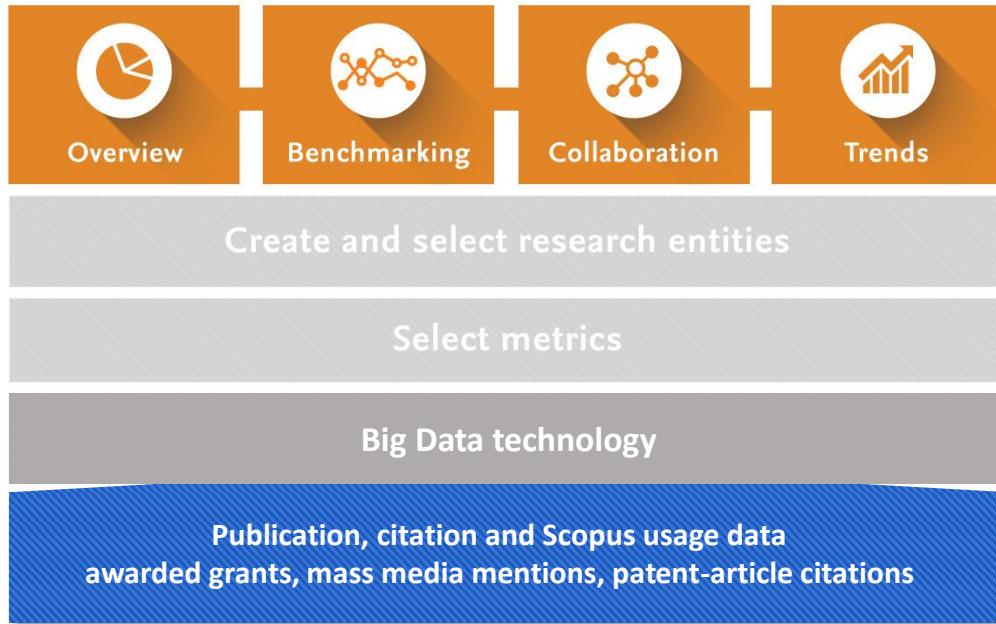 Overview
Benchmarking
Collaboration
Trends
Create and select research entities
Select metrics
Big Data technology
Publication, citation and Scopus usage data
awarded grants, mass media mentions, patent-article citations